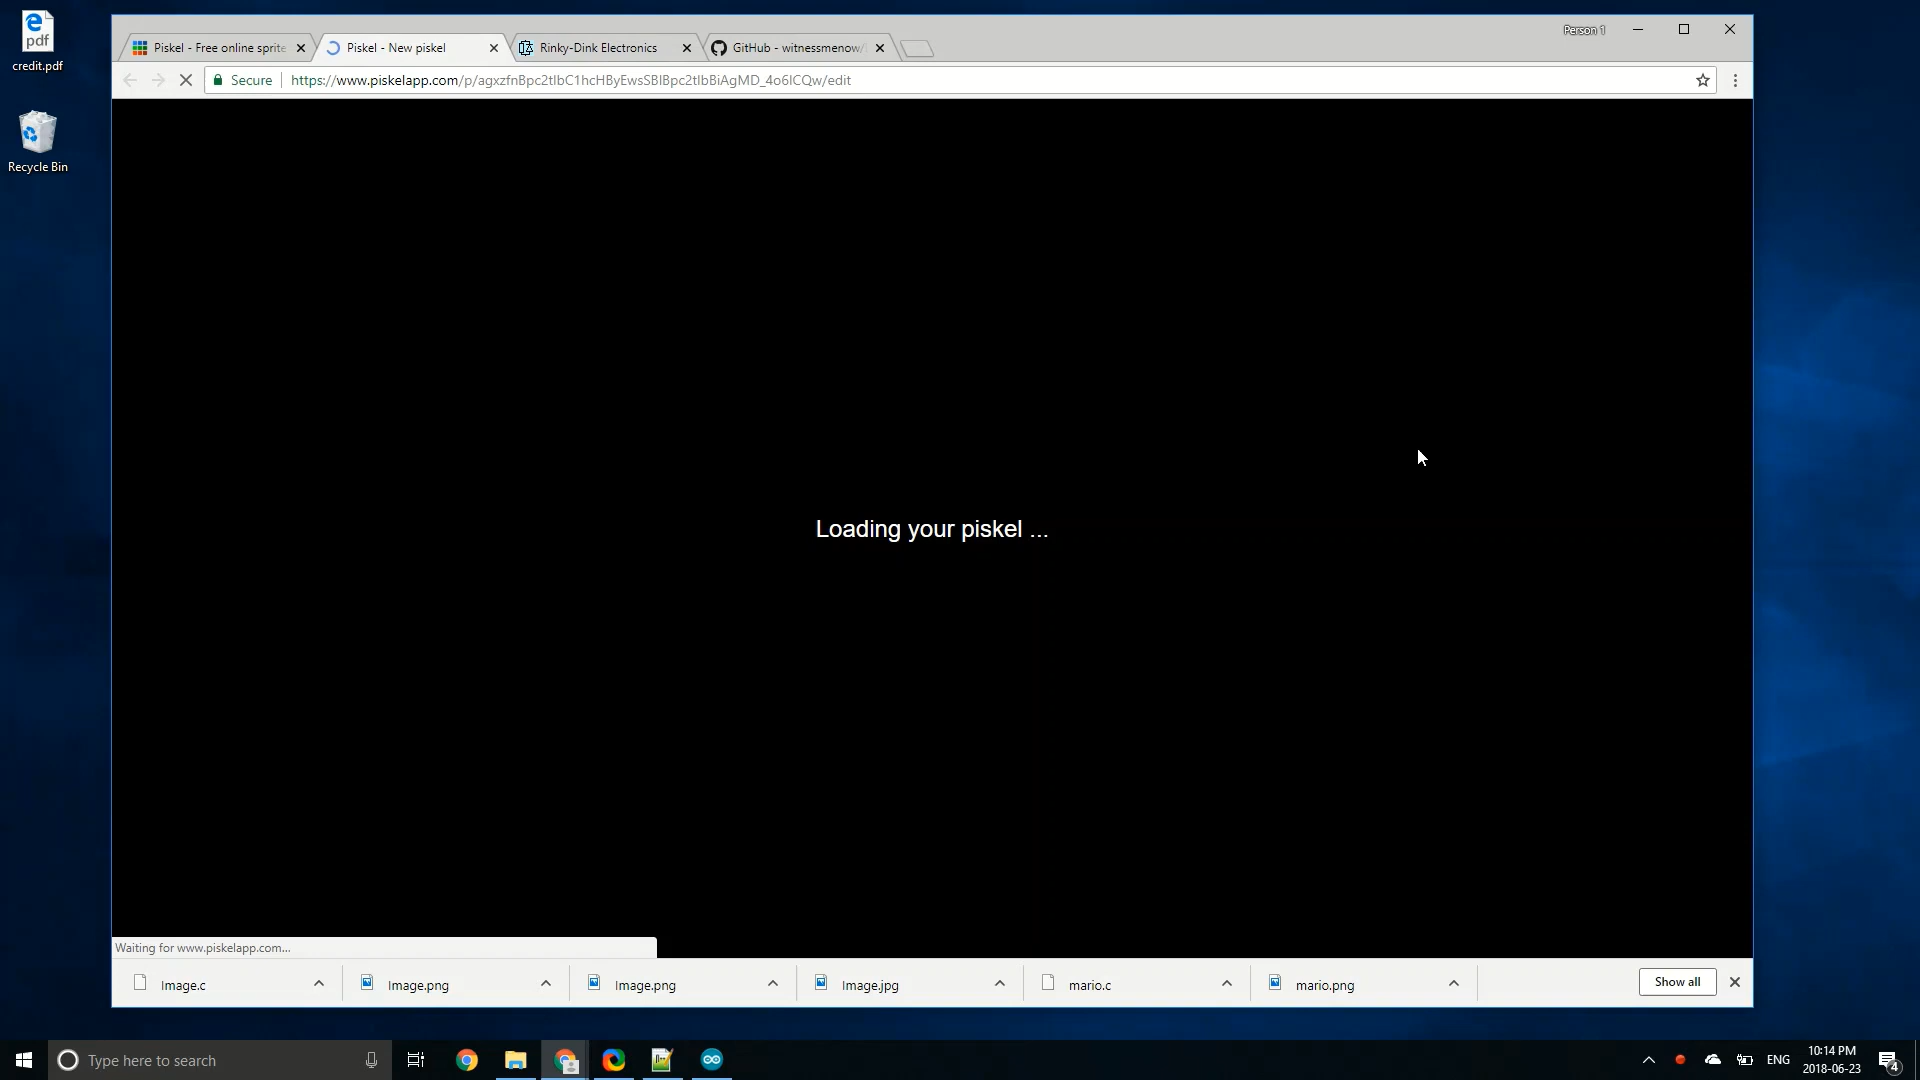 credit.pdf
Recycle Bin
Piskel - Free online sprite
Piskel - New piskel
Rinky-Dink Electronics
GitHub - witnessmenow/
Person 1
Secure
https://www.piskelapp.com/p/agxzfnBpc2tlbC1hcHByEwsSBlBpc2tlbBiAgMD_4o6lCQw/edit
Loading your piskel ...
Waiting for www.piskelapp.com...
Image.c
Image.png
Image.png
Image.jpg
mario.c
mario.png
Show all
Type here to search
ENG
10:14 PM
2018-06-23
4